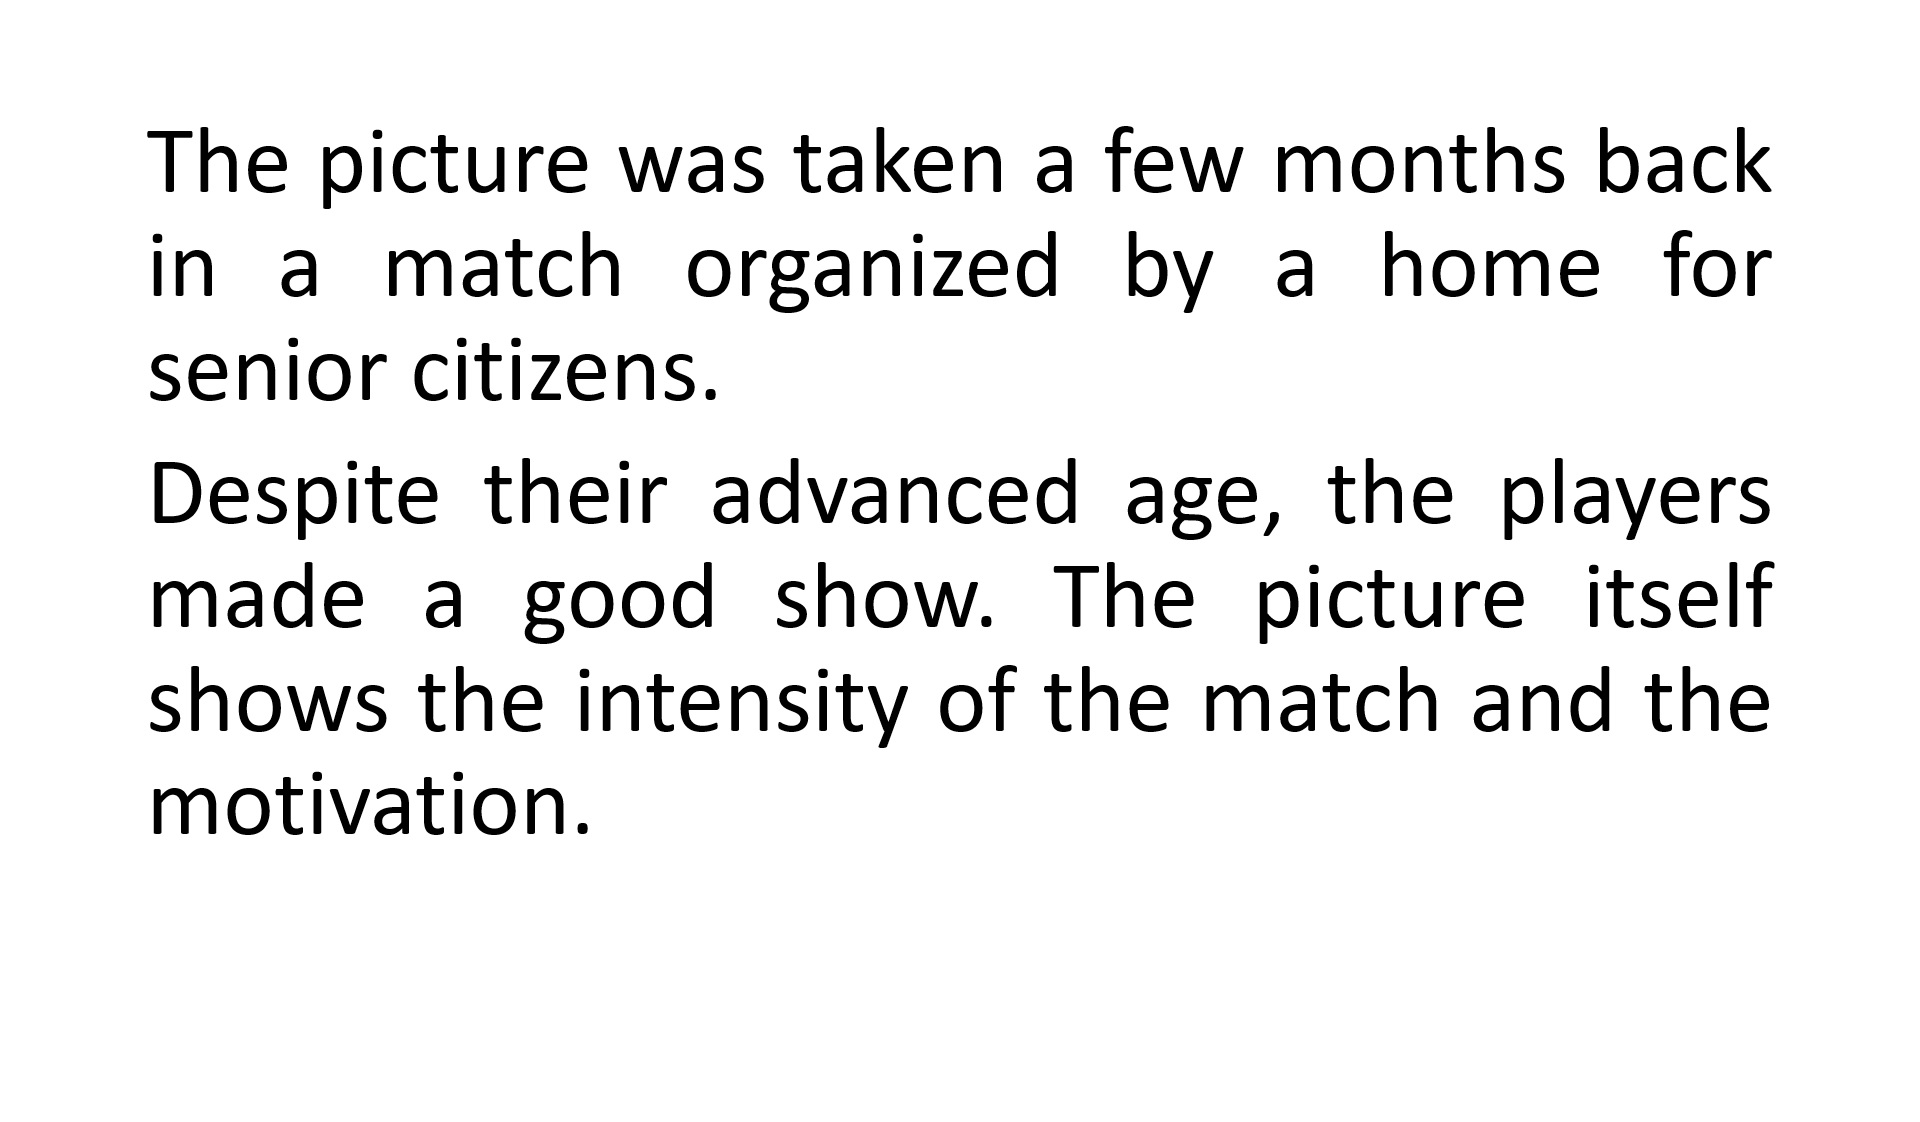 The picture was taken a few months back
in a match organized by a home for
senior citizens.
Despite their advanced age, the players
made a good show. The picture itself
shows the intensity of the match and the
motivation.